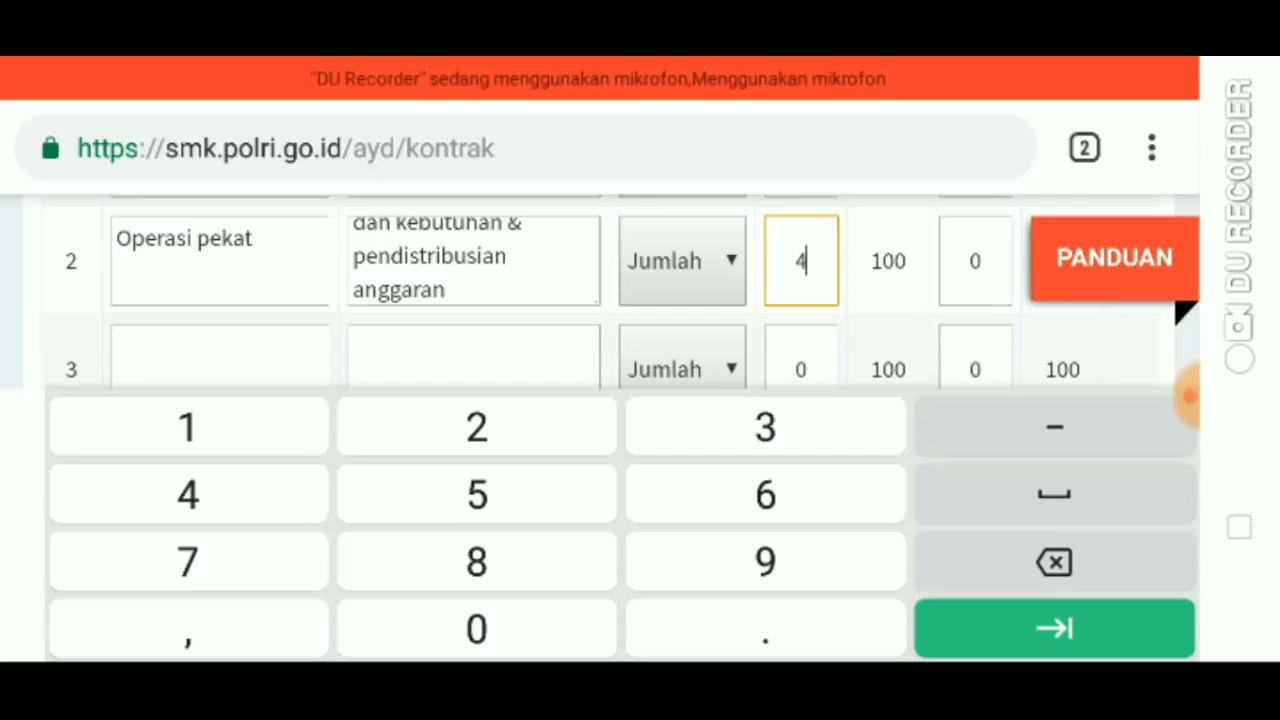 "DU Recorder" sedang menggunakan mikrofon,Menggunakan mikrofon
https://smk.polri.go.id/ayd/kontrak
2
2
Operasi pekat
dan kebutuhan &
pendistribusian
anggaran
Jumlah
4
100
0
PANDUAN
3
Jumlah
0
100
0
100
1 2 3 -
4 5 6
7 8 9
, 0 .
DU RECORDER